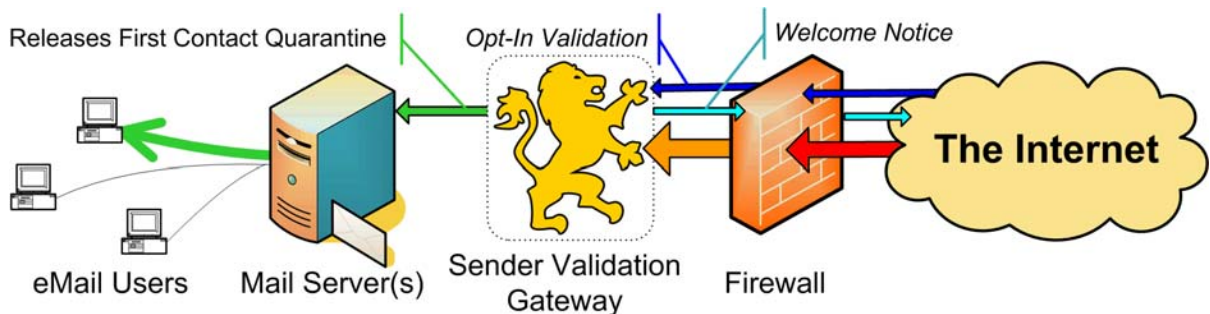 Releases First Contact Quarantine
Opt-In Validation
Welcome Notice
The Internet
eMail Users
Mail Server(s)
Sender Validation
Gateway
Firewall